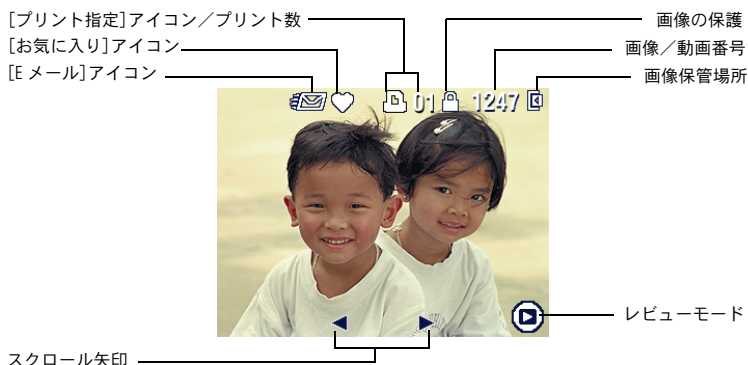 [プリント指定]アイコン／プリント数
[お気に入り]アイコン
[E メール]アイコン
画像の保護
画像／動画番号
画像保管場所
01
1247
レビューモード
スクロール矢印